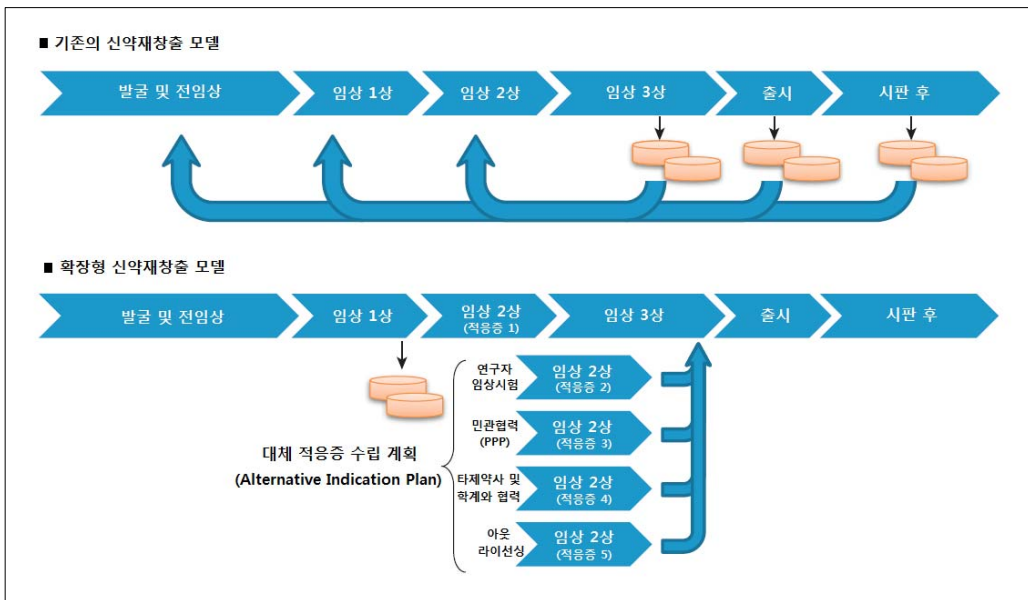 ■ 기존의 신약재창출 모델
발굴 및 전임상
임상 1상
임상 2상
임상 3상
출시
시판 후
■ 확장형 신약재창출 모델
발굴 및 전임상
임상 1상
임상 2상
(적응증 1)
임상 3상
출시
시판 후
대체 적응증 수립 계획
(Alternative Indication Plan)
연구자
임상시험
임상 2상
(적응증 2)
민관협력
(PPP)
임상 2상
(적응증 3)
타제약사 및
학계와 협력
임상 2상
(적응증 4)
아웃
라이선싱
임상 2상
(적응증 5)